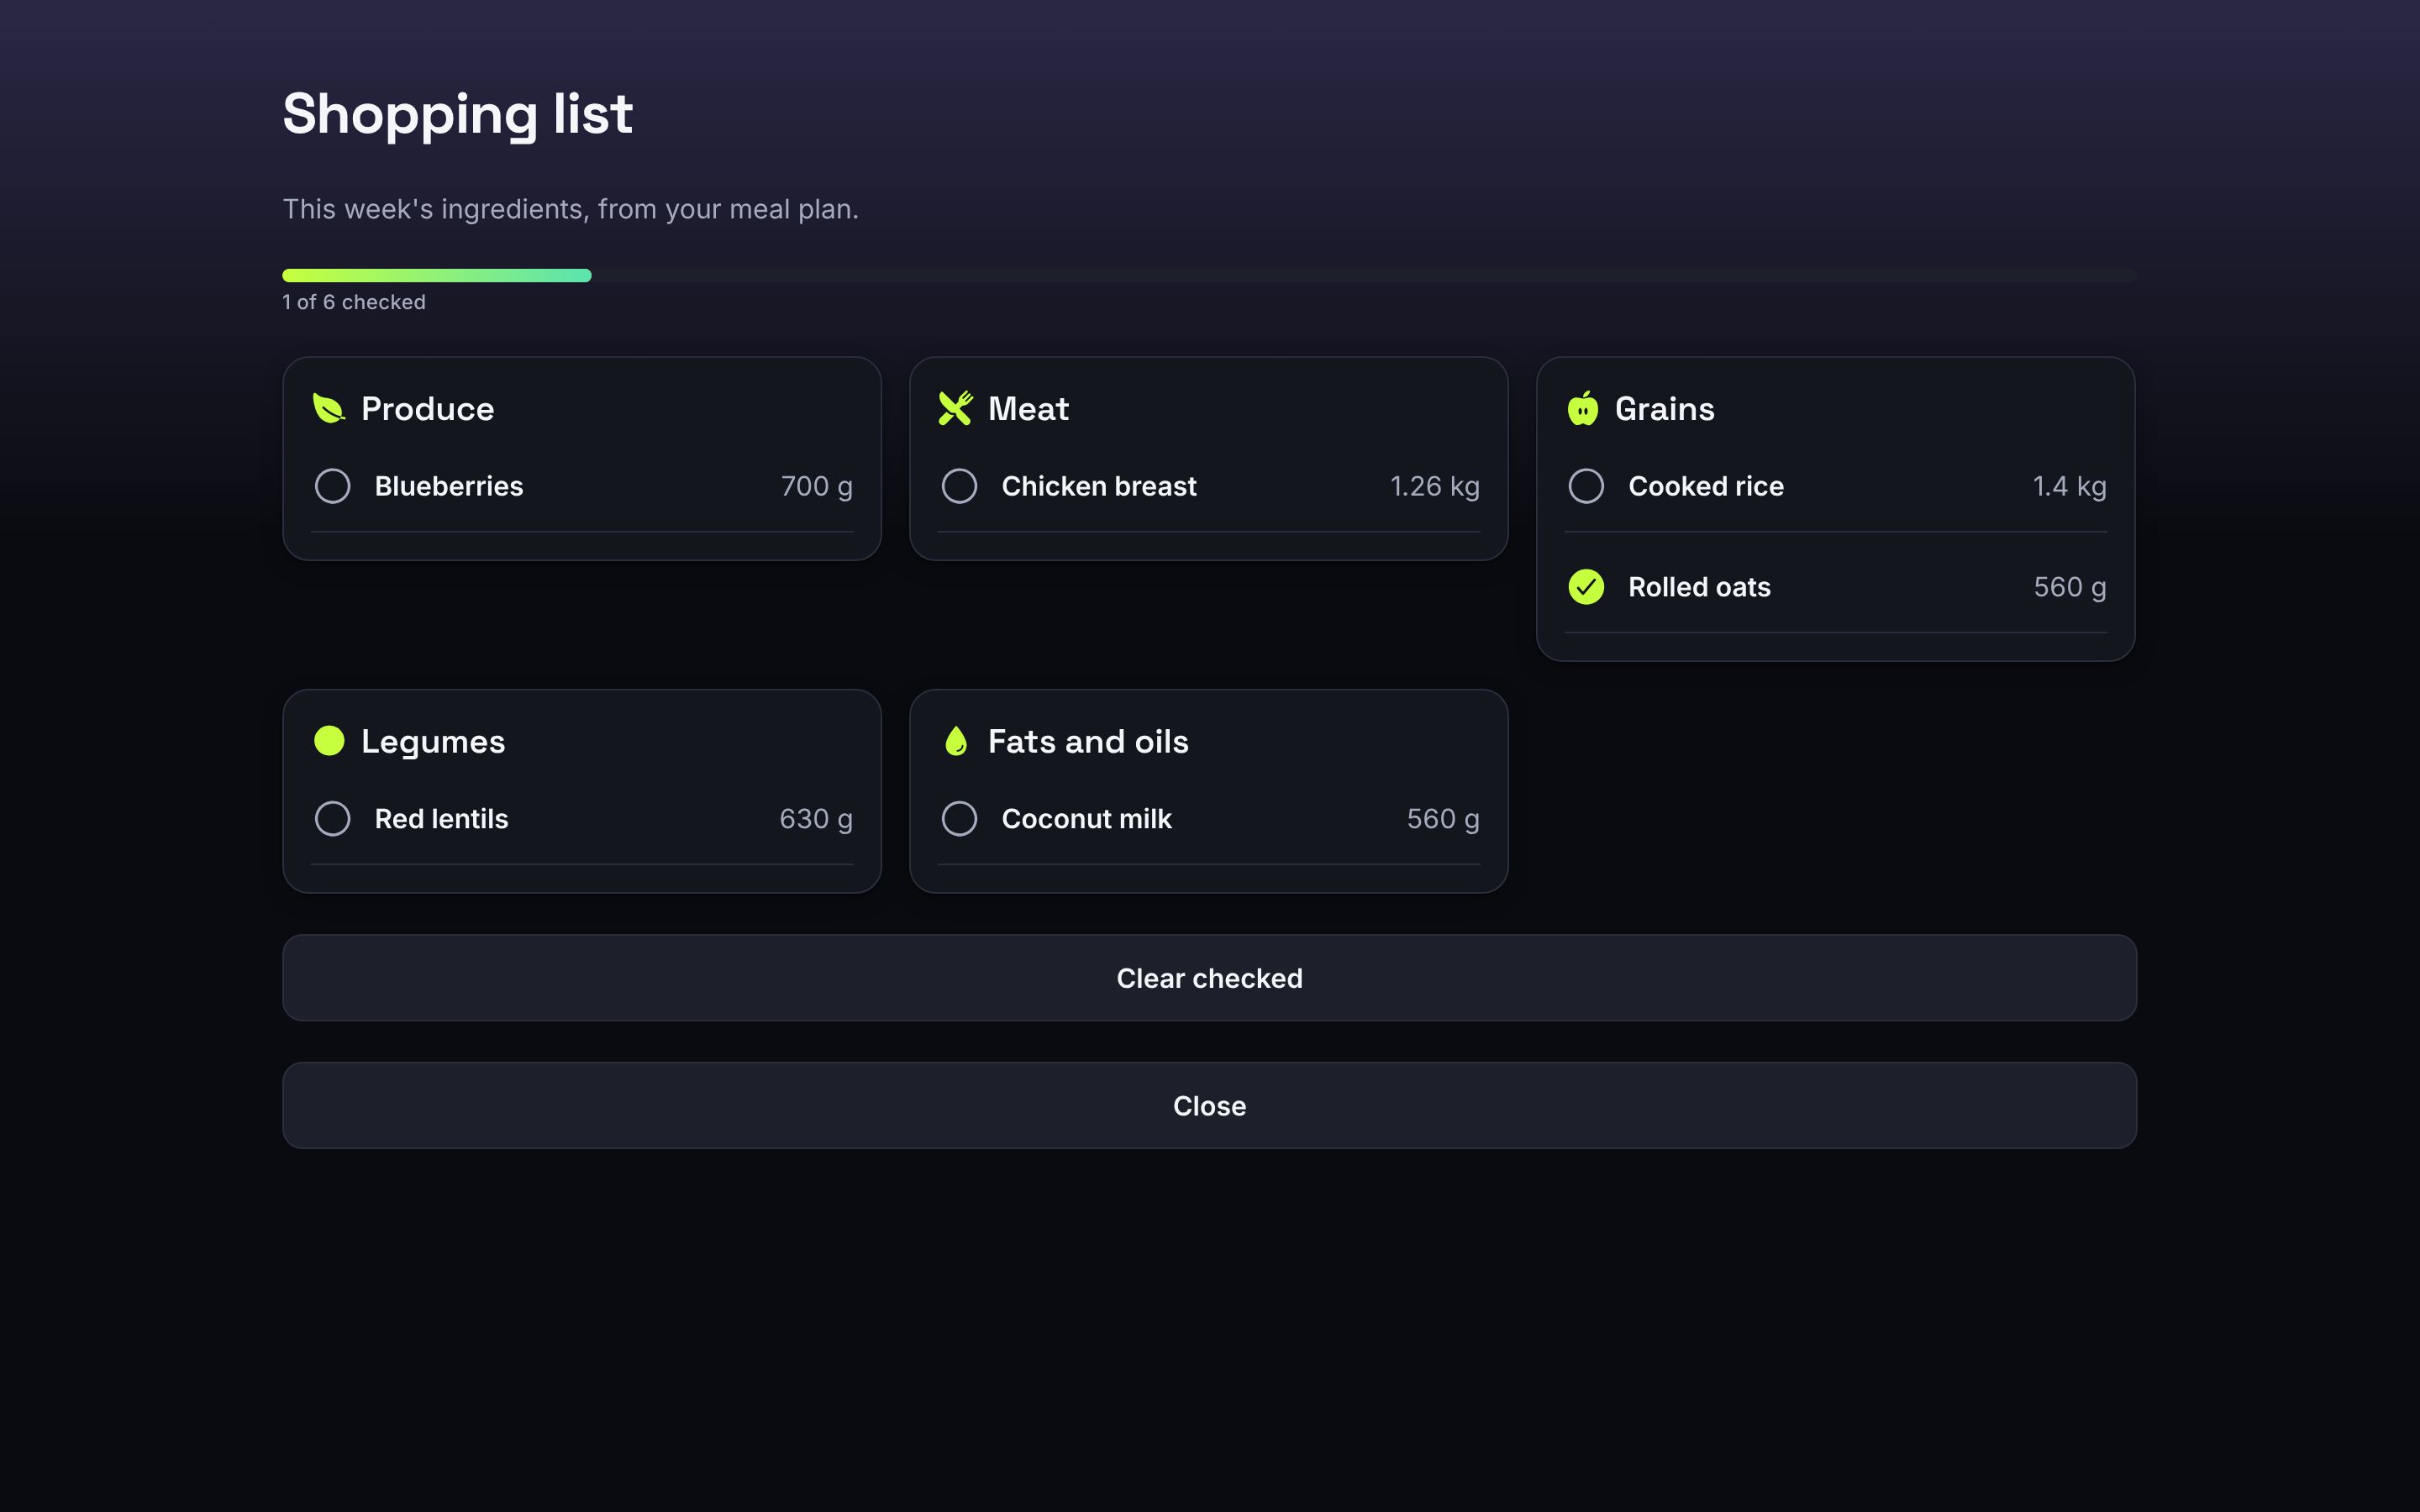 Shopping list
This week's ingredients, from your meal plan.
1 of 6 checked
Produce
Blueberries 700 g
Meat
Chicken breast 1.26 kg
Grains
Cooked rice 1.4 kg
Rolled oats 560 g
Legumes
Red lentils 630 g
Fats and oils
Coconut milk 560 g
Clear checked
Close